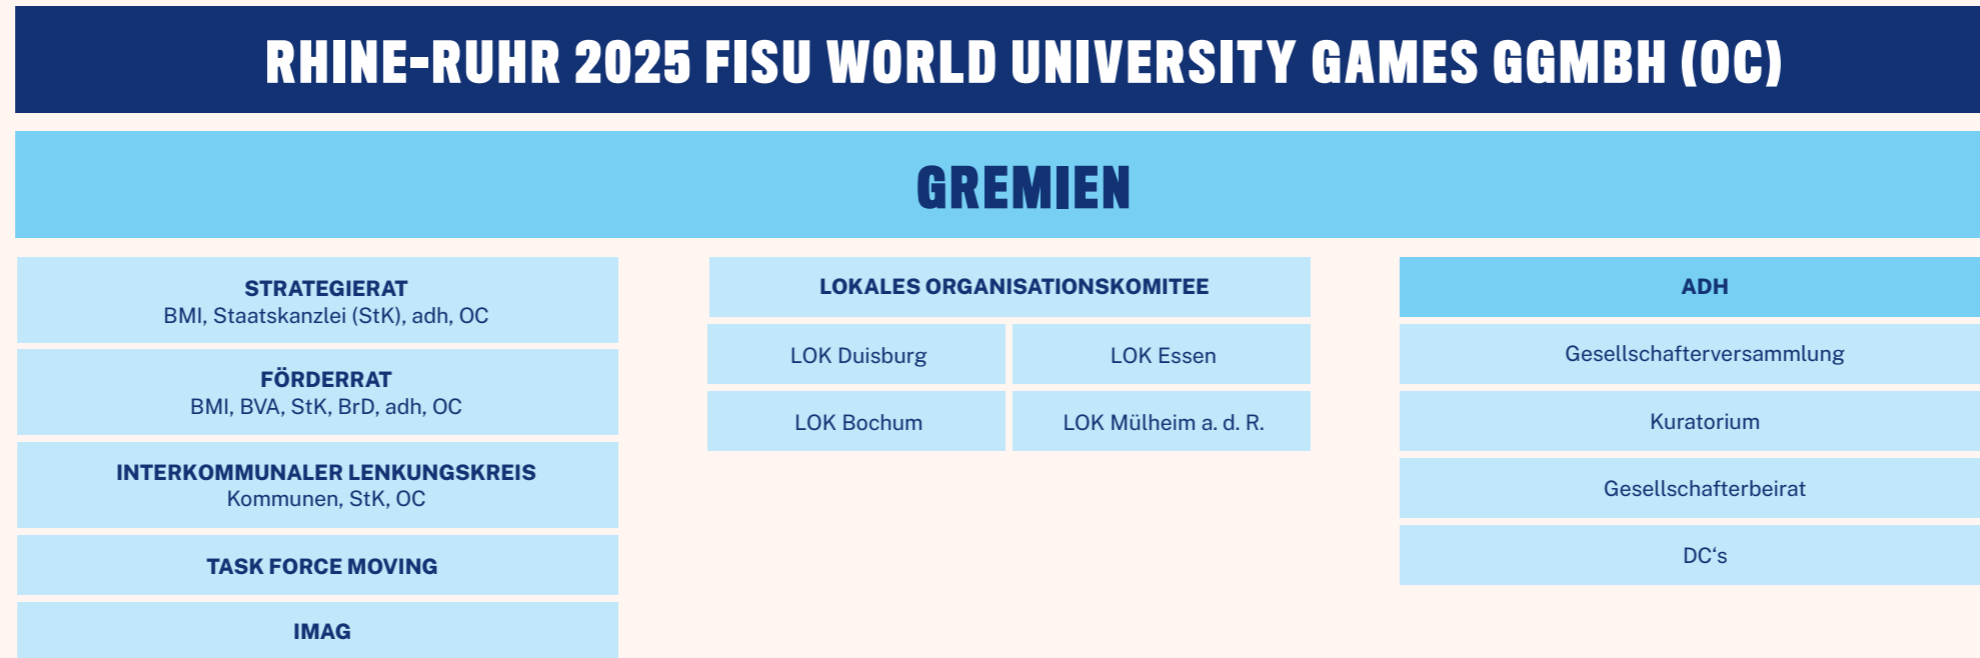 RHINE-RUHR 2025 FISU WORLD UNIVERSITY GAMES GGMBH (OC)
GREMIEN
STRATEGIERAT
BMI, Staatskanzlei (StK), adh, OC
FÖRDERRAT
BMI, BVA, StK, BrD, adh, OC
INTERKOMMUNALER LENKUNGSKREIS
Kommunen, StK, OC
TASK FORCE MOVING
IMAG
LOKALES ORGANISATIONSKOMITEE
LOK Duisburg
LOK Essen
LOK Bochum
LOK Mülheim a. d. R.
ADH
Gesellschafterversammlung
Kuratorium
Gesellschafterbeirat
DC‘s